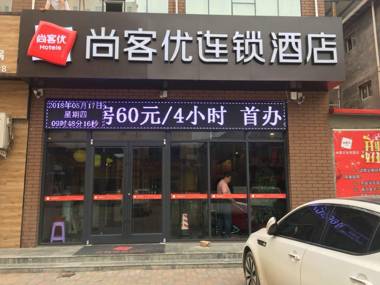 尚客优
Hotels
尚客优连锁酒店
2018年05月17日
星期四
09时48分16秒
房60元/4小时 首办